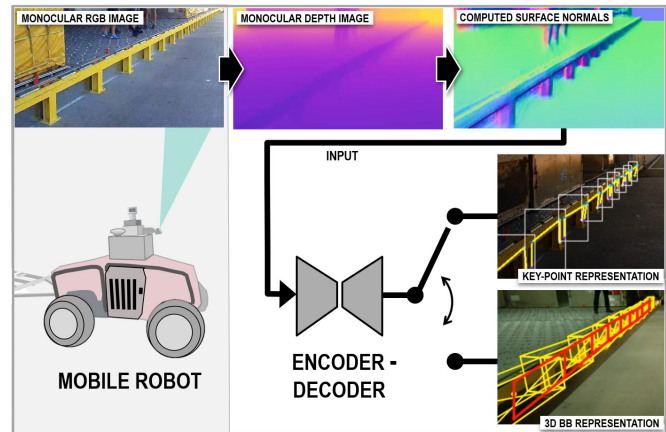 MONOCULAR RGB IMAGE
MONOCULAR DEPTH IMAGE
COMPUTED SURFACE NORMALS
INPUT
KEY-POINT REPRESENTATION
MOBILE ROBOT
ENCODER -
DECODER
3D BB REPRESENTATION